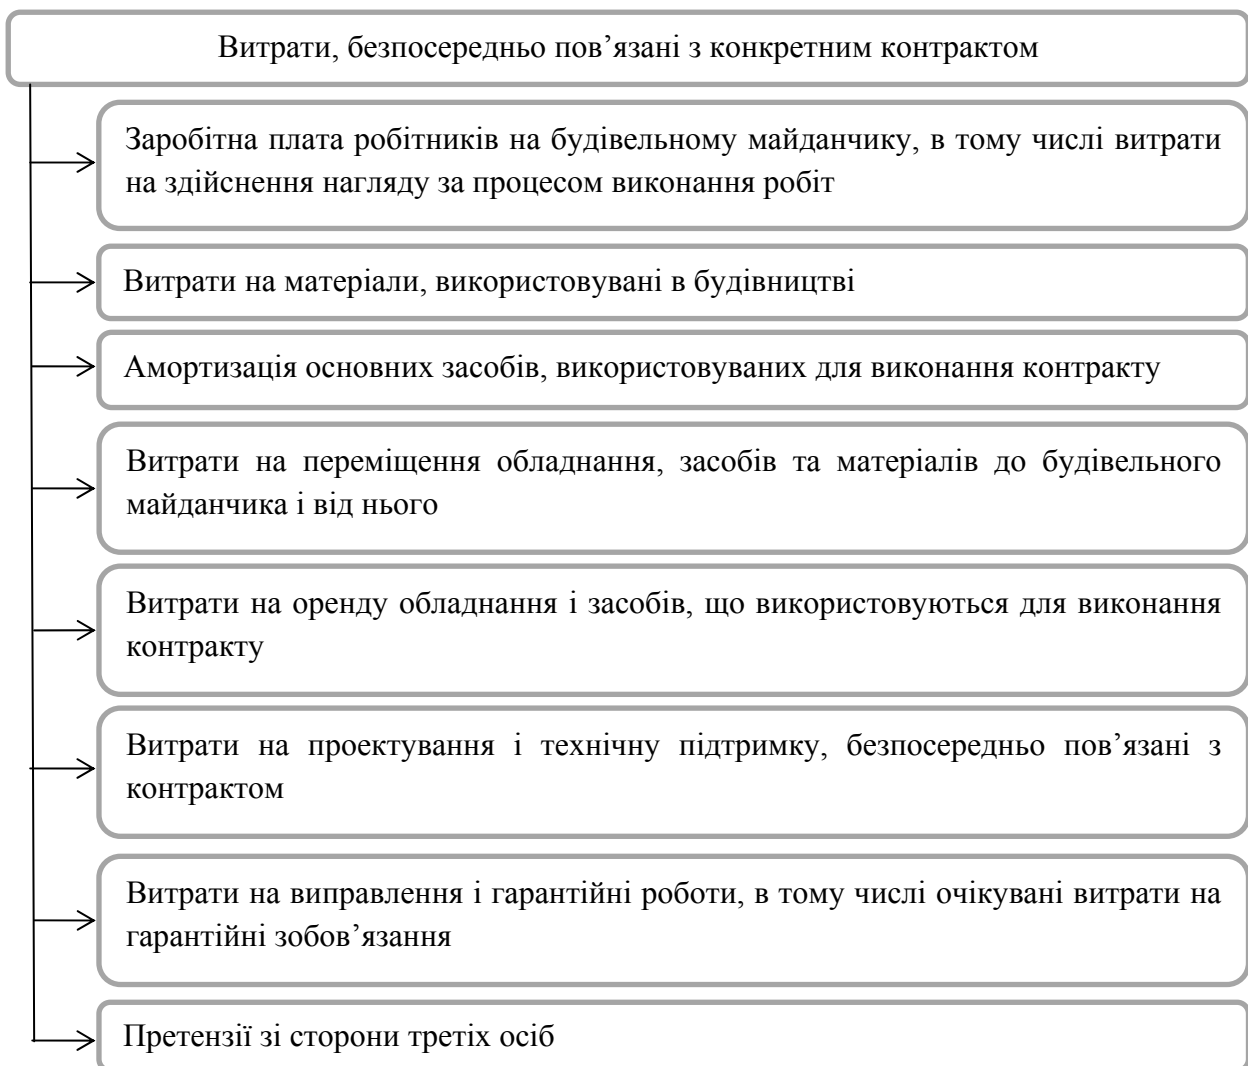 Витрати, безпосередньо пов’язані з конкретним контрактом
Заробітна плата робітників на будівельному майданчику, в тому числі витрати
на здійснення нагляду за процесом виконання робіт
Витрати на матеріали, використовувані в будівництві
Амортизація основних засобів, використовуваних для виконання контракту
Витрати на переміщення обладнання, засобів та матеріалів до будівельного
майданчика і від нього
Витрати на оренду обладнання і засобів, що використовуються для виконання
контракту
Витрати на проектування і технічну підтримку, безпосередньо пов’язані з
контрактом
Витрати на виправлення і гарантійні роботи, в тому числі очікувані витрати на
гарантійні зобов’язання
Претензії зі сторони третіх осіб